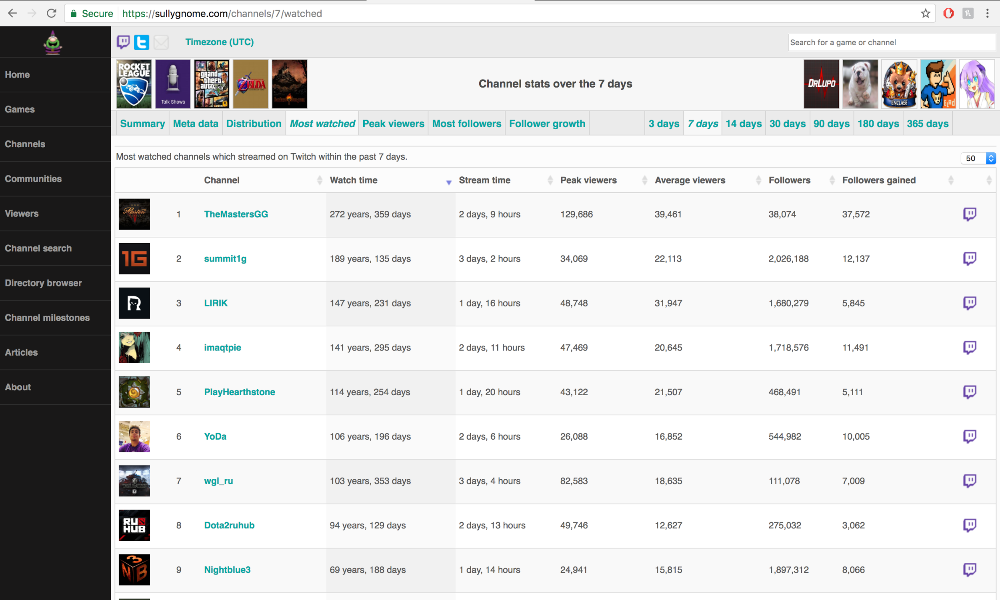 Secure https://sullygnome.com/channels/7/watched
Timezone (UTC)
Search for a game or channel
ROCKET LEAGUE
Talk Shows
grand theft auto V
ZELDA
DRLUPO
ENCLASE
ELAD
Channel stats over the 7 days
Home
Games
Channels
Communities
Viewers
Channel search
Directory browser
Channel milestones
Articles
About
Summary Meta data Distribution Most watched Peak viewers Most followers Follower growth 3 days 7 days 14 days 30 days 90 days 180 days 365 days
Most watched channels which streamed on Twitch within the past 7 days.
50
Channel Watch time Stream time Peak viewers Average viewers Followers Followers gained
Masters 1 TheMastersGG 272 years, 359 days 2 days, 9 hours 129,686 39,461 38,074 37,572
1G 2 summit1g 189 years, 135 days 3 days, 2 hours 34,069 22,113 2,026,188 12,137
3 LIRIK 147 years, 231 days 1 day, 16 hours 48,748 31,947 1,680,279 5,845
4 imaqtpie 141 years, 295 days 2 days, 11 hours 47,469 20,645 1,718,576 11,491
5 PlayHearthstone 114 years, 254 days 1 day, 20 hours 43,122 21,507 468,491 5,111
6 YoDa 106 years, 196 days 2 days, 6 hours 26,088 16,852 544,982 10,005
7 wgl_ru 103 years, 353 days 3 days, 4 hours 82,583 18,635 111,078 7,009
RU HUB 8 Dota2ruhub 94 years, 129 days 2 days, 13 hours 49,746 12,627 275,032 3,062
3 N B 9 Nightblue3 69 years, 188 days 1 day, 14 hours 24,941 15,815 1,897,312 8,066